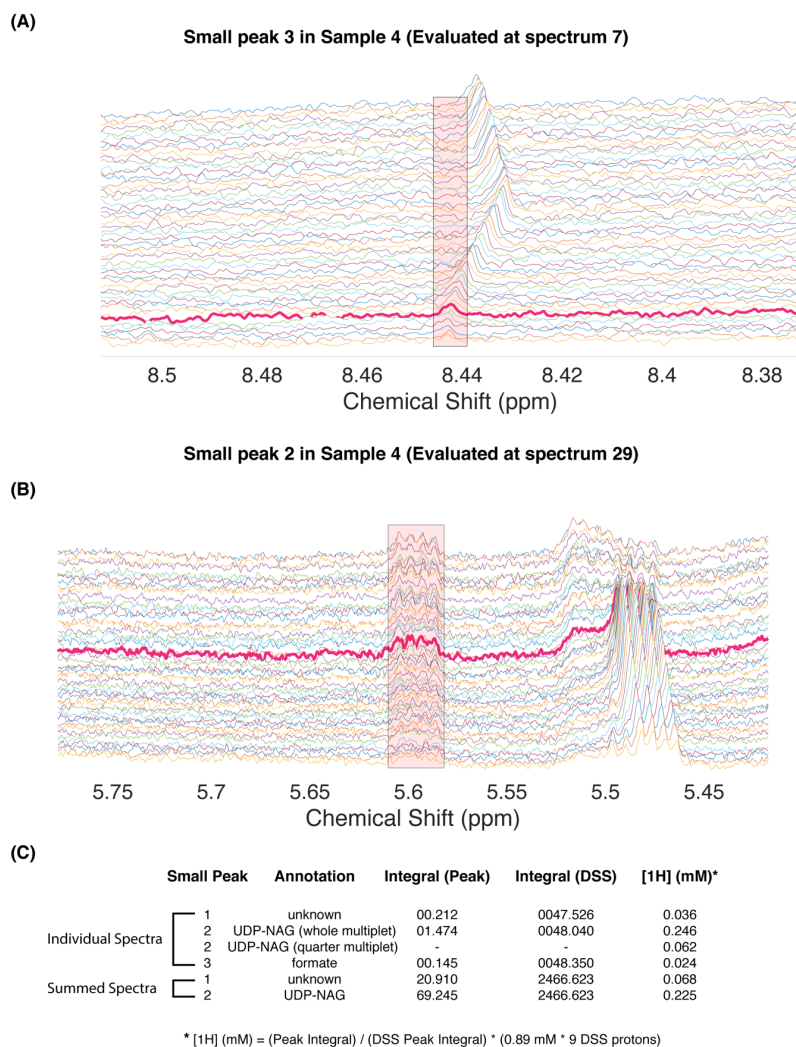 (A)
Small peak 3 in Sample 4 (Evaluated at spectrum 7)
8.5 8.48 8.46 8.44 8.42 8.4 8.38
Chemical Shift (ppm)
Small peak 2 in Sample 4 (Evaluated at spectrum 29)
(B)
5.75 5.7 5.65 5.6 5.55 5.5 5.45
Chemical Shift (ppm)
(C)
Small Peak Annotation Integral (Peak) Integral (DSS) [1H] (mM)*
Individual Spectra
1 unknown 00.212 0047.526 0.036
2 UDP-NAG (whole multiplet) 01.474 0048.040 0.246
2 UDP-NAG (quarter multiplet) - - 0.062
3 formate 00.145 0048.350 0.024
Summed Spectra
1 unknown 20.910 2466.623 0.068
2 UDP-NAG 69.245 2466.623 0.225
* [1H] (mM) = (Peak Integral) / (DSS Peak Integral) * (0.89 mM * 9 DSS protons)